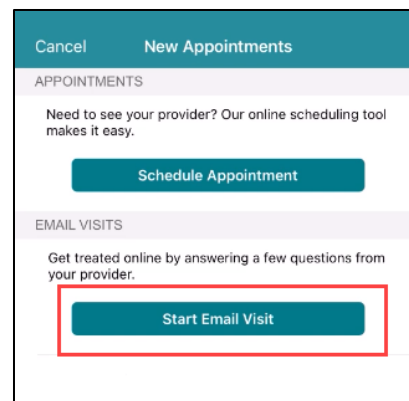 Cancel New Appointments
APPOINTMENTS
Need to see your provider? Our online scheduling tool
makes it easy.
Schedule Appointment
EMAIL VISITS
Get treated online by answering a few questions from
your provider.
Start Email Visit